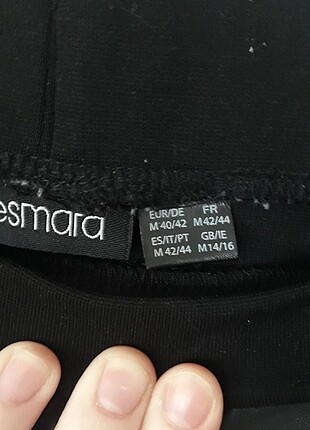 esmara
EUR/DE FR
M 40/42 M 42/44
ES/IT/PT GB/IE
M 42/44 M 14/16